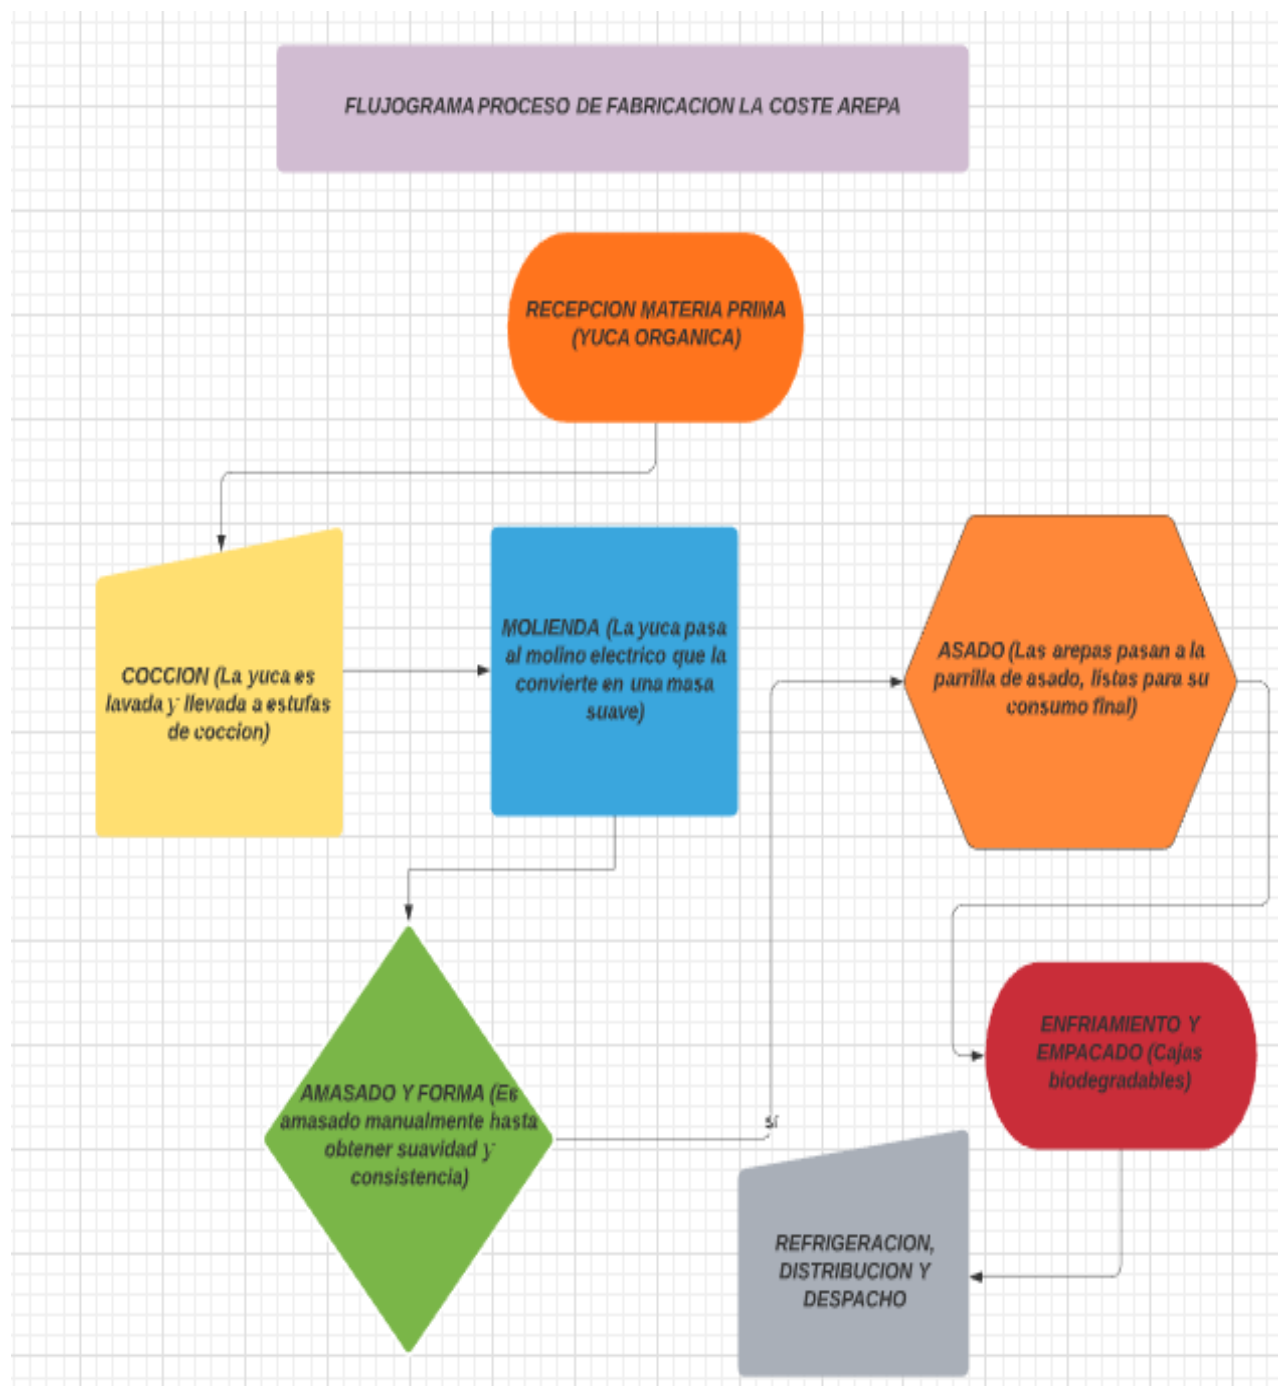 FLUJOGRAMA PROCESO DE FABRICACION LA COSTE AREPA
RECEPCION MATERIA PRIMA
(YUCA ORGANICA)
COCCION (La yuca es
lavada y llevada a estufas
de coccion)
MOLIENDA (La yuca pasa
al molino electrico que la
convierte en una masa
suave)
ASADO (Las arepas pasan a la
parrilla de asado, listas para su
consumo final)
AMASADO Y FORMA (Es
amasado manualmente hasta
obtener suavidad y
consistencia)
sí
ENFRIAMIENTO Y
EMPACADO (Cajas
biodegradables)
REFRIGERACION,
DISTRIBUCION Y
DESPACHO